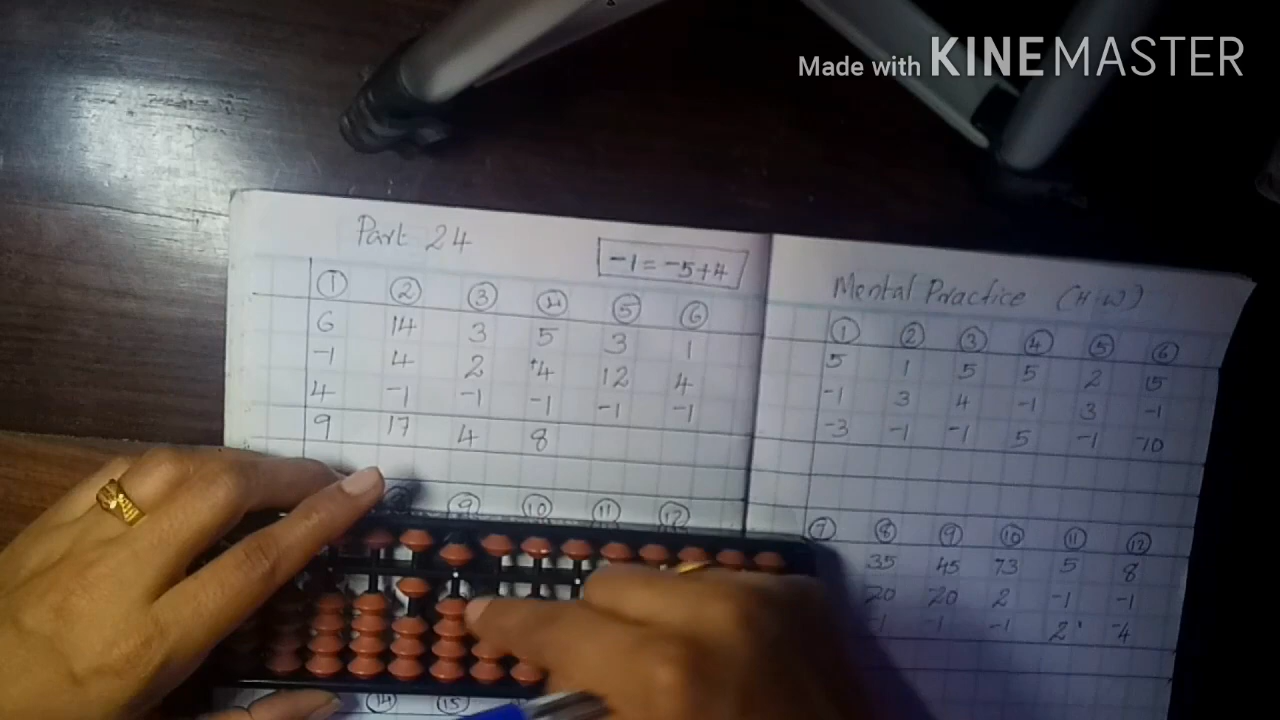 Made with KINEMASTER
Part 24
-1 = -5+4
① ② ③ ④ ⑤ ⑥
6 14 3 5 3 1
-1 4 2 +4 12 4
4 -1 -1 -1 -1 -1
9 17 4 8
⑨ ⑩ ⑪ ⑫
⑭ ⑮
Mental Practice (H.W)
① ② ③ ④ ⑤ ⑥
5 1 5 5 2 15
-1 3 4 -1 3 -1
-3 -1 -1 5 -1 -10
⑦ ⑧ ⑨ ⑩ ⑪ ⑫
35 45 73 5 8
20 20 2 -1 -1
-1 -1 -1 2 -4